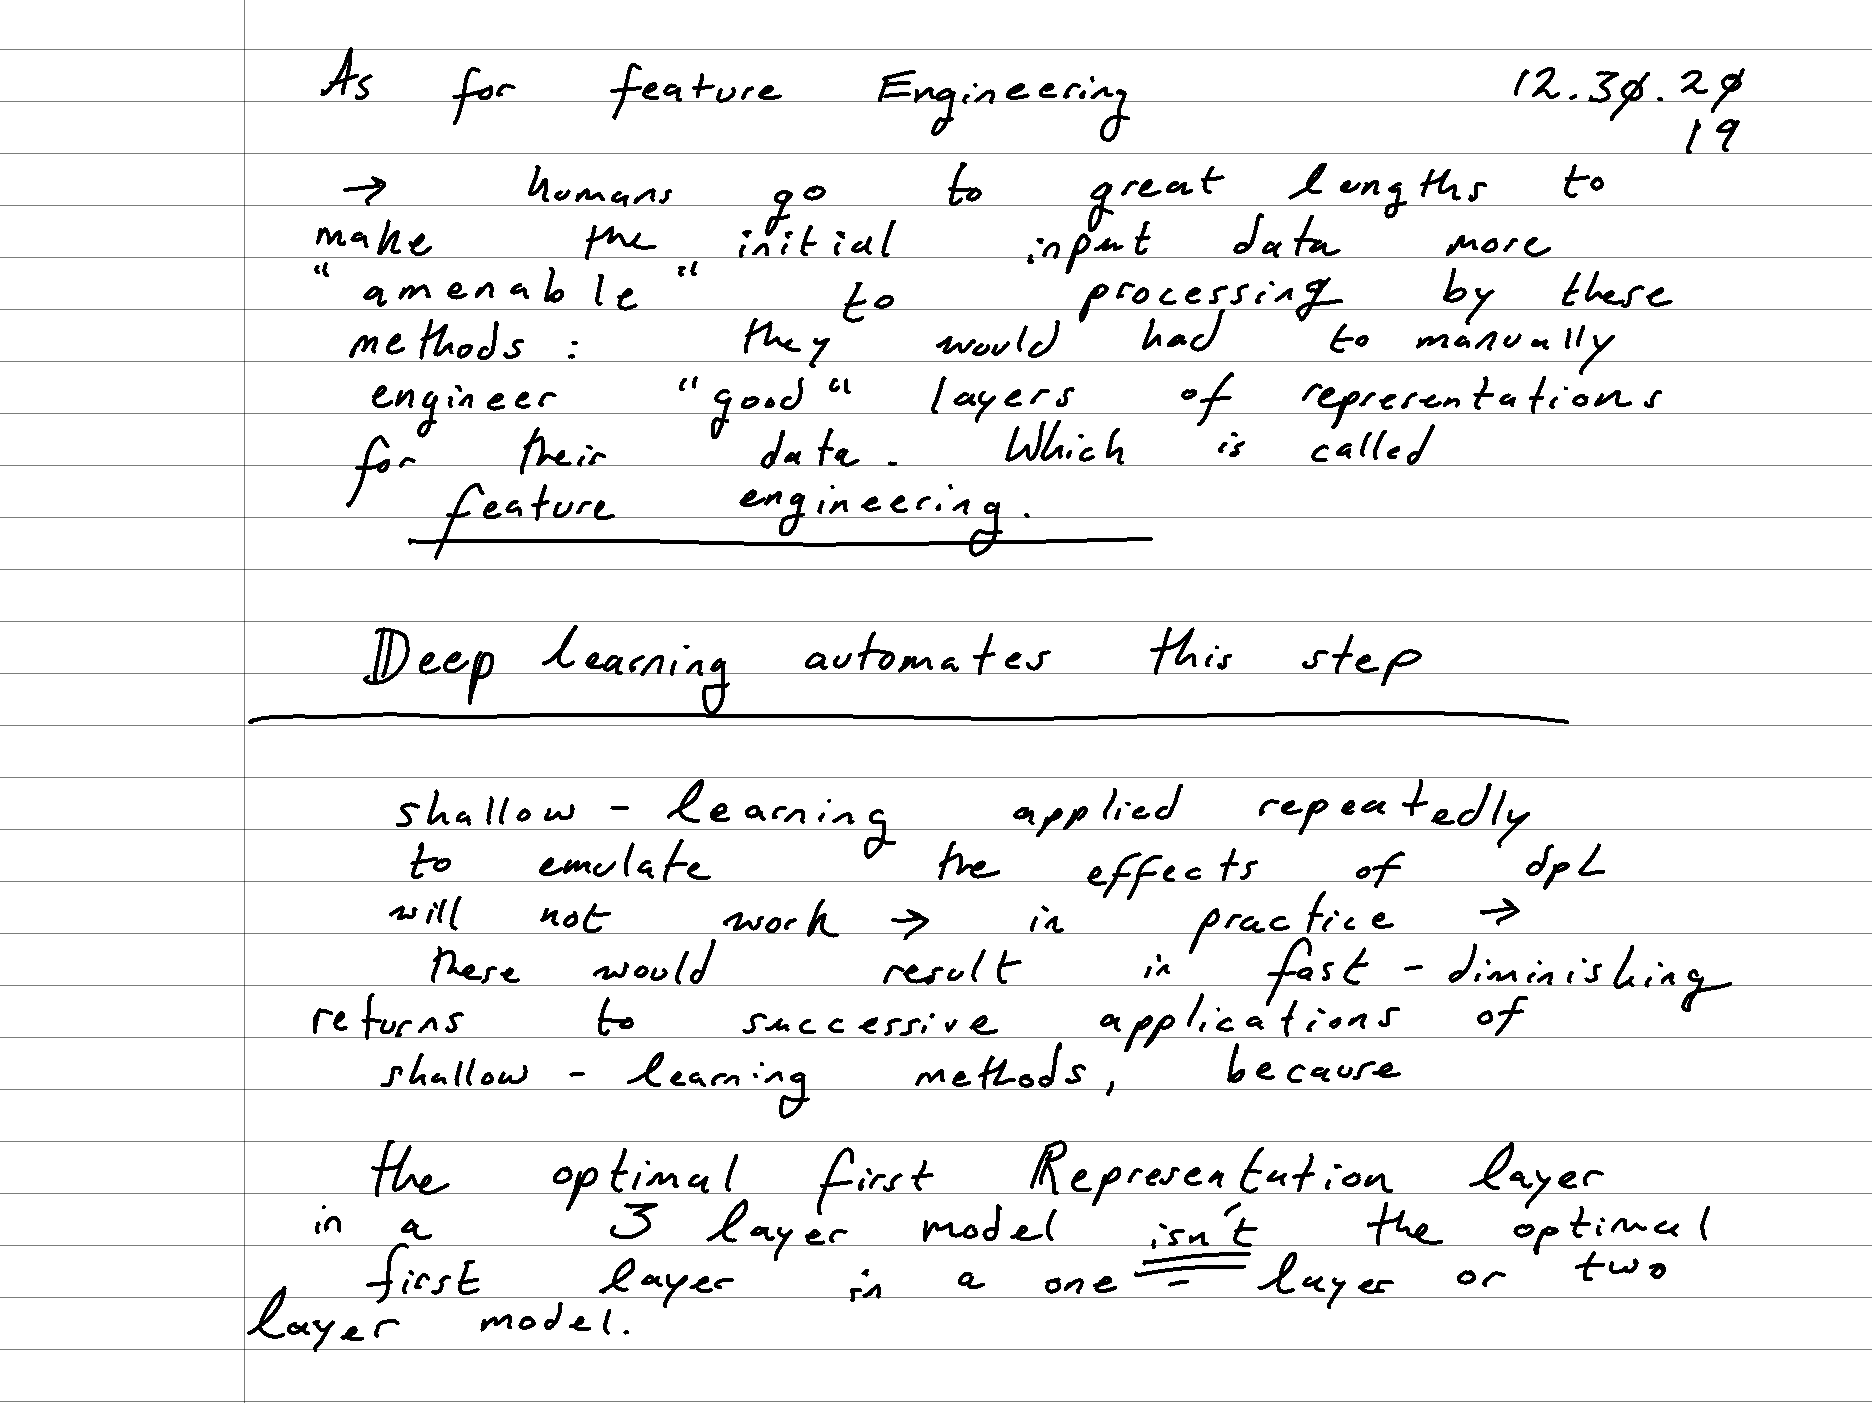 As for feature Engineering 12.30.20
19
→ humans go to great lengths to
make the initial input data more
"amenable" to processing by these
methods: they would had to manually
engineer "good" layers of representations
for their data. Which is called
feature engineering.
Deep learning automates this step
shallow - learning applied repeatedly
to emulate the effects of dpL
will not work → in practice →
these would result in fast - diminishing
returns to successive applications of
shallow - learning methods, because
the optimal first Representation layer
in a 3 layer model isn't the optimal
first layer in a one - layer or two
layer model.